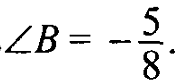 .∠B = -5/8.